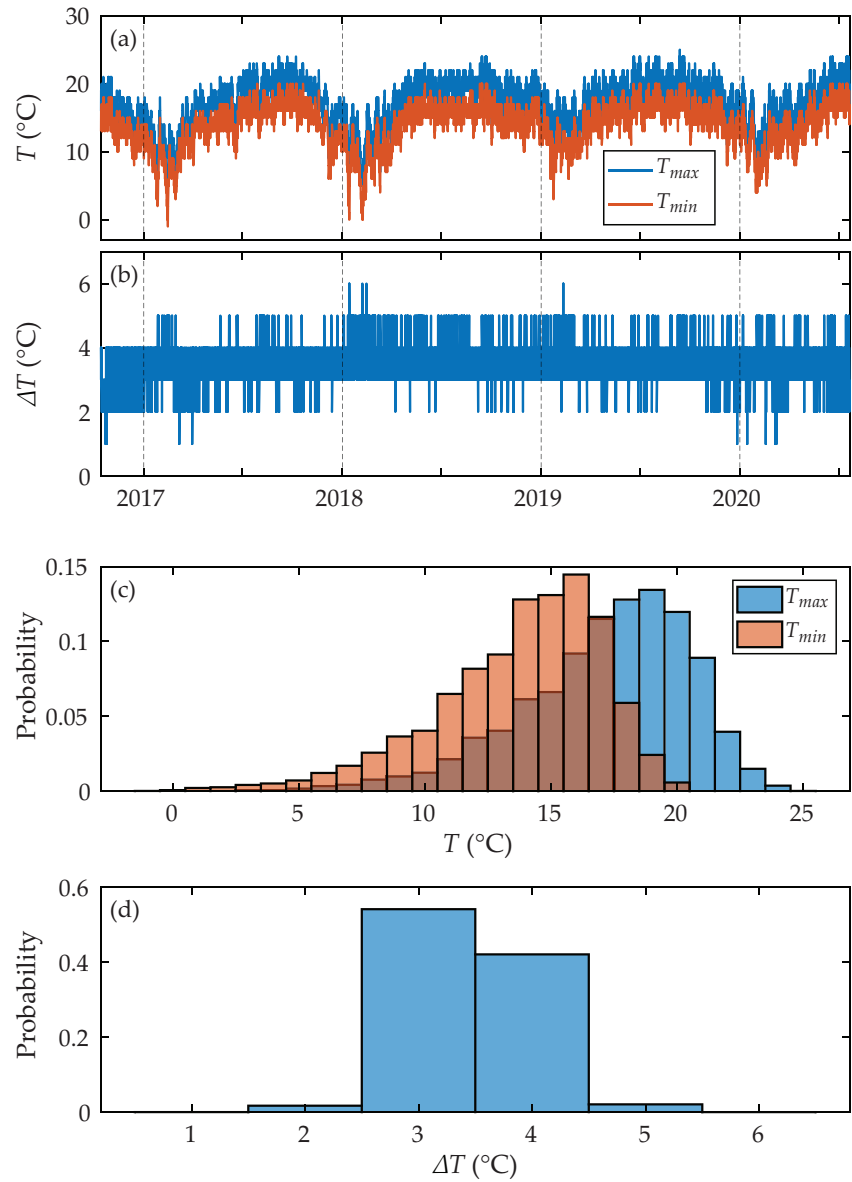 (a)
30
20
10
0
T (°C)
T_max
T_min
(b)
6
4
2
0
ΔT (°C)
2017 2018 2019 2020
(c)
0.15
0.1
0.05
0
Probability
T_max
T_min
0 5 10 15 20 25
T (°C)
(d)
0.6
0.4
0.2
0
Probability
1 2 3 4 5 6
ΔT (°C)